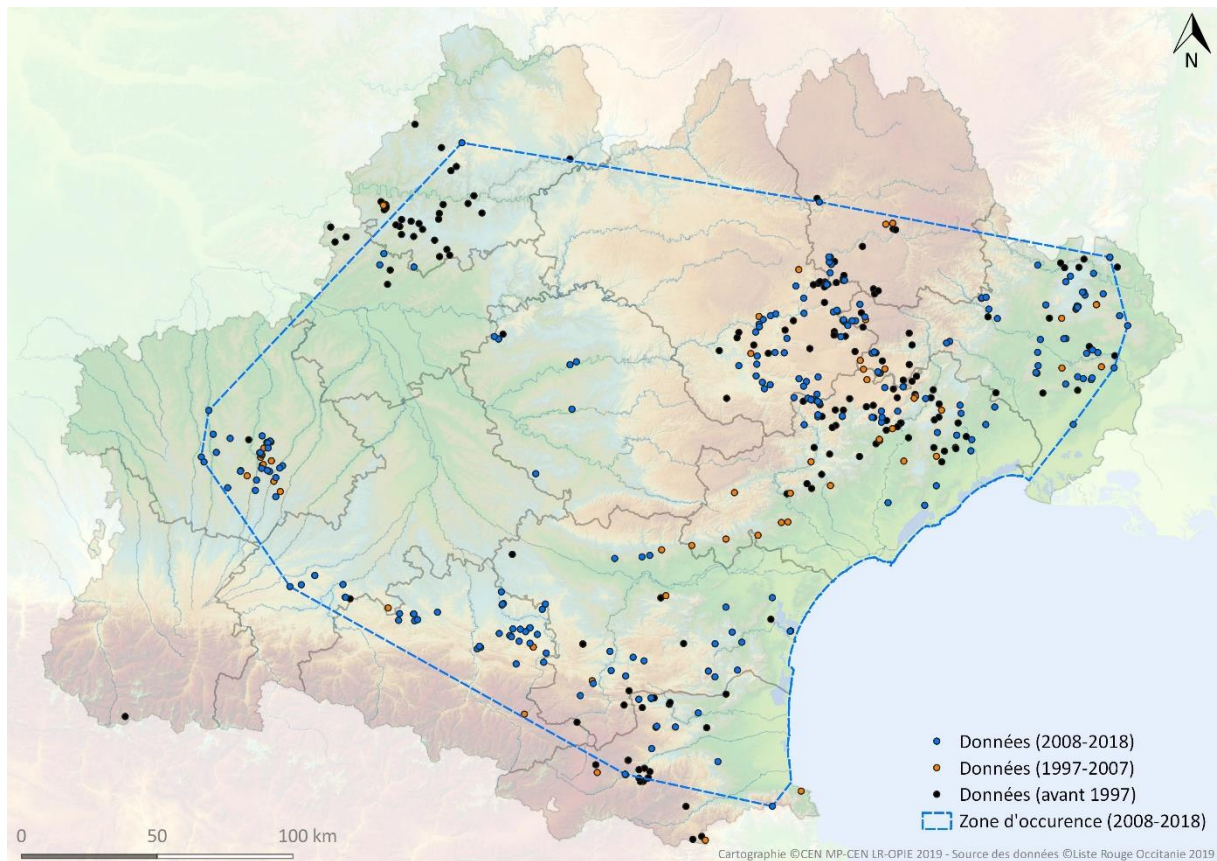 N
Données (2008-2018)
Données (1997-2007)
Données (avant 1997)
Zone d'occurence (2008-2018)
0 50 100 km
Cartographie ©CEN MP-CEN LR-OPIE 2019 - Source des données ©Liste Rouge Occitanie 2019